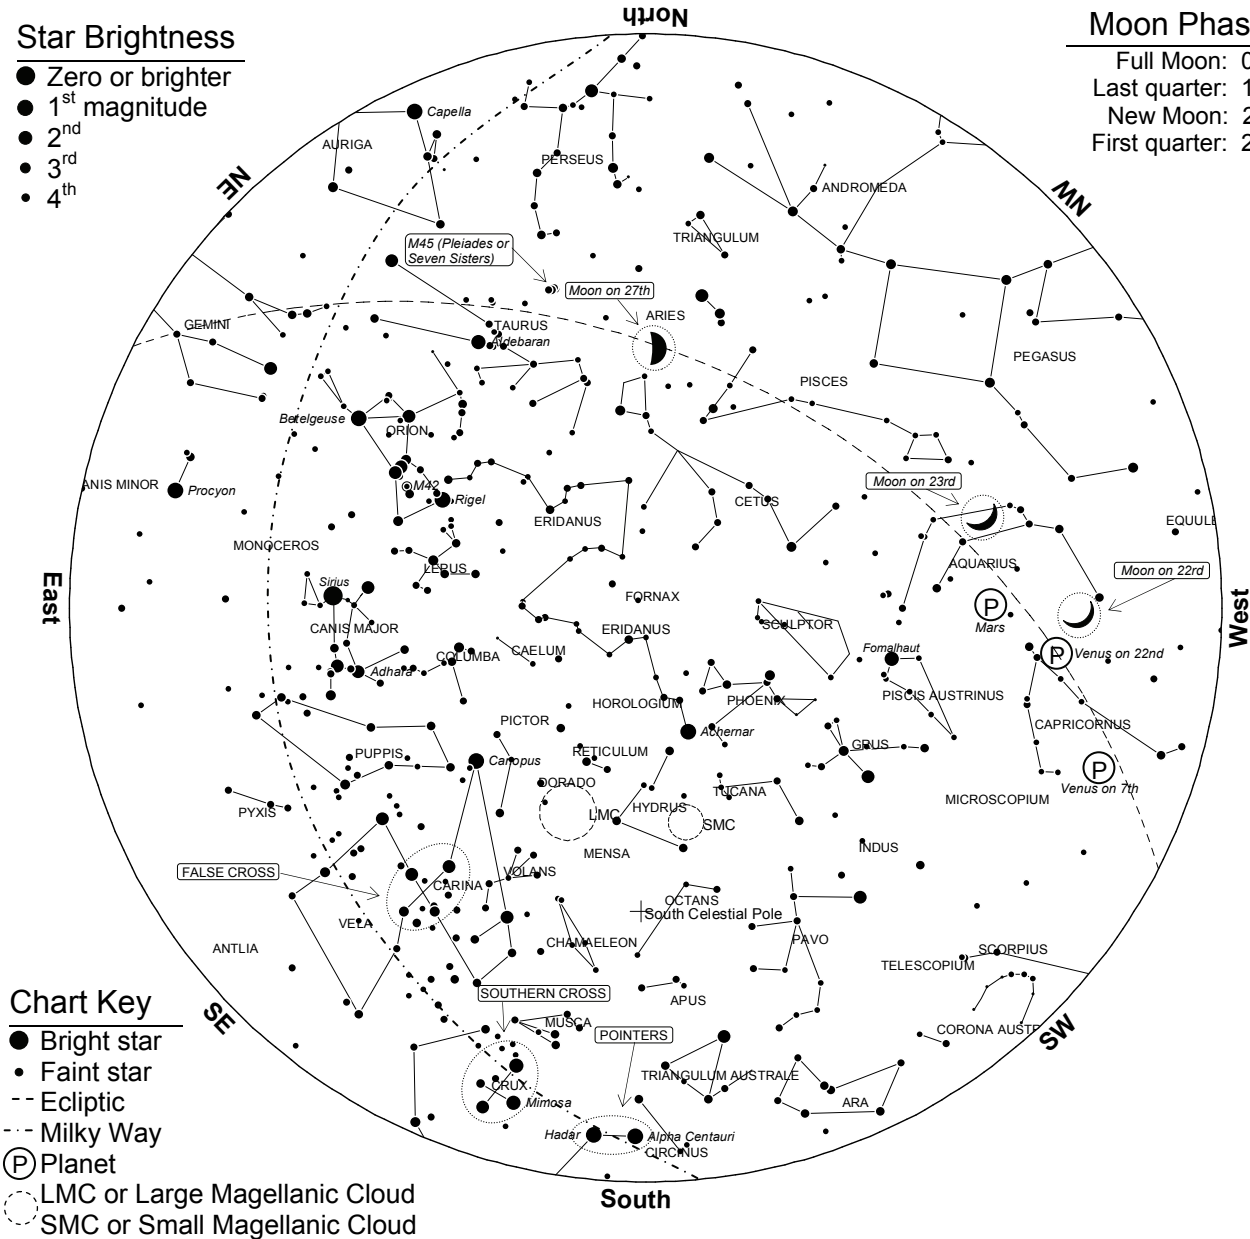 North
Star Brightness
Zero or brighter
1st magnitude
2nd
3rd
4th
Moon Phas
Full Moon: 0
Last quarter: 1
New Moon: 2
First quarter: 2
NE
NW
Capella
AURIGA
PERSEUS
ANDROMEDA
TRIANGULUM
M45 (Pleiades or
Seven Sisters)
Moon on 27th
ARIES
GEMINI
TAURUS
Aldebaran
PEGASUS
PISCES
Betelgeuse
ORION
ANIS MINOR
Procyon
M42
Rigel
Moon on 23rd
CETUS
ERIDANUS
EQUULE
MONOCEROS
LEPUS
AQUARIUS
Moon on 22nd
Sirius
FORNAX
East
West
CANIS MAJOR
ERIDANUS
SCULPTOR
Mars
Adhara
COLUMBA
CAELUM
Fomalhaut
Venus on 22nd
HOROLOGIUM
PHOENIX
PISCIS AUSTRINUS
PICTOR
Achernar
CAPRICORNUS
PUPPIS
Canopus
RETICULUM
GRUS
DORADO
Venus on 7th
PYXIS
LMC
HYDRUS
TUCANA
SMC
MICROSCOPIUM
MENSA
INDUS
FALSE CROSS
CARINA
VOLANS
OCTANS
South Celestial Pole
VELA
ANTLIA
CHAMAELEON
PAVO
SCORPIUS
TELESCOPIUM
SOUTHERN CROSS
APUS
MUSCA
POINTERS
CORONA AUSTR
SE
SW
TRIANGULUM AUSTRALE
CRUX
Mimosa
ARA
Hadar
Alpha Centauri
CIRCINUS
South
Chart Key
Bright star
Faint star
Ecliptic
Milky Way
P Planet
LMC or Large Magellanic Cloud
SMC or Small Magellanic Cloud
P
P
P